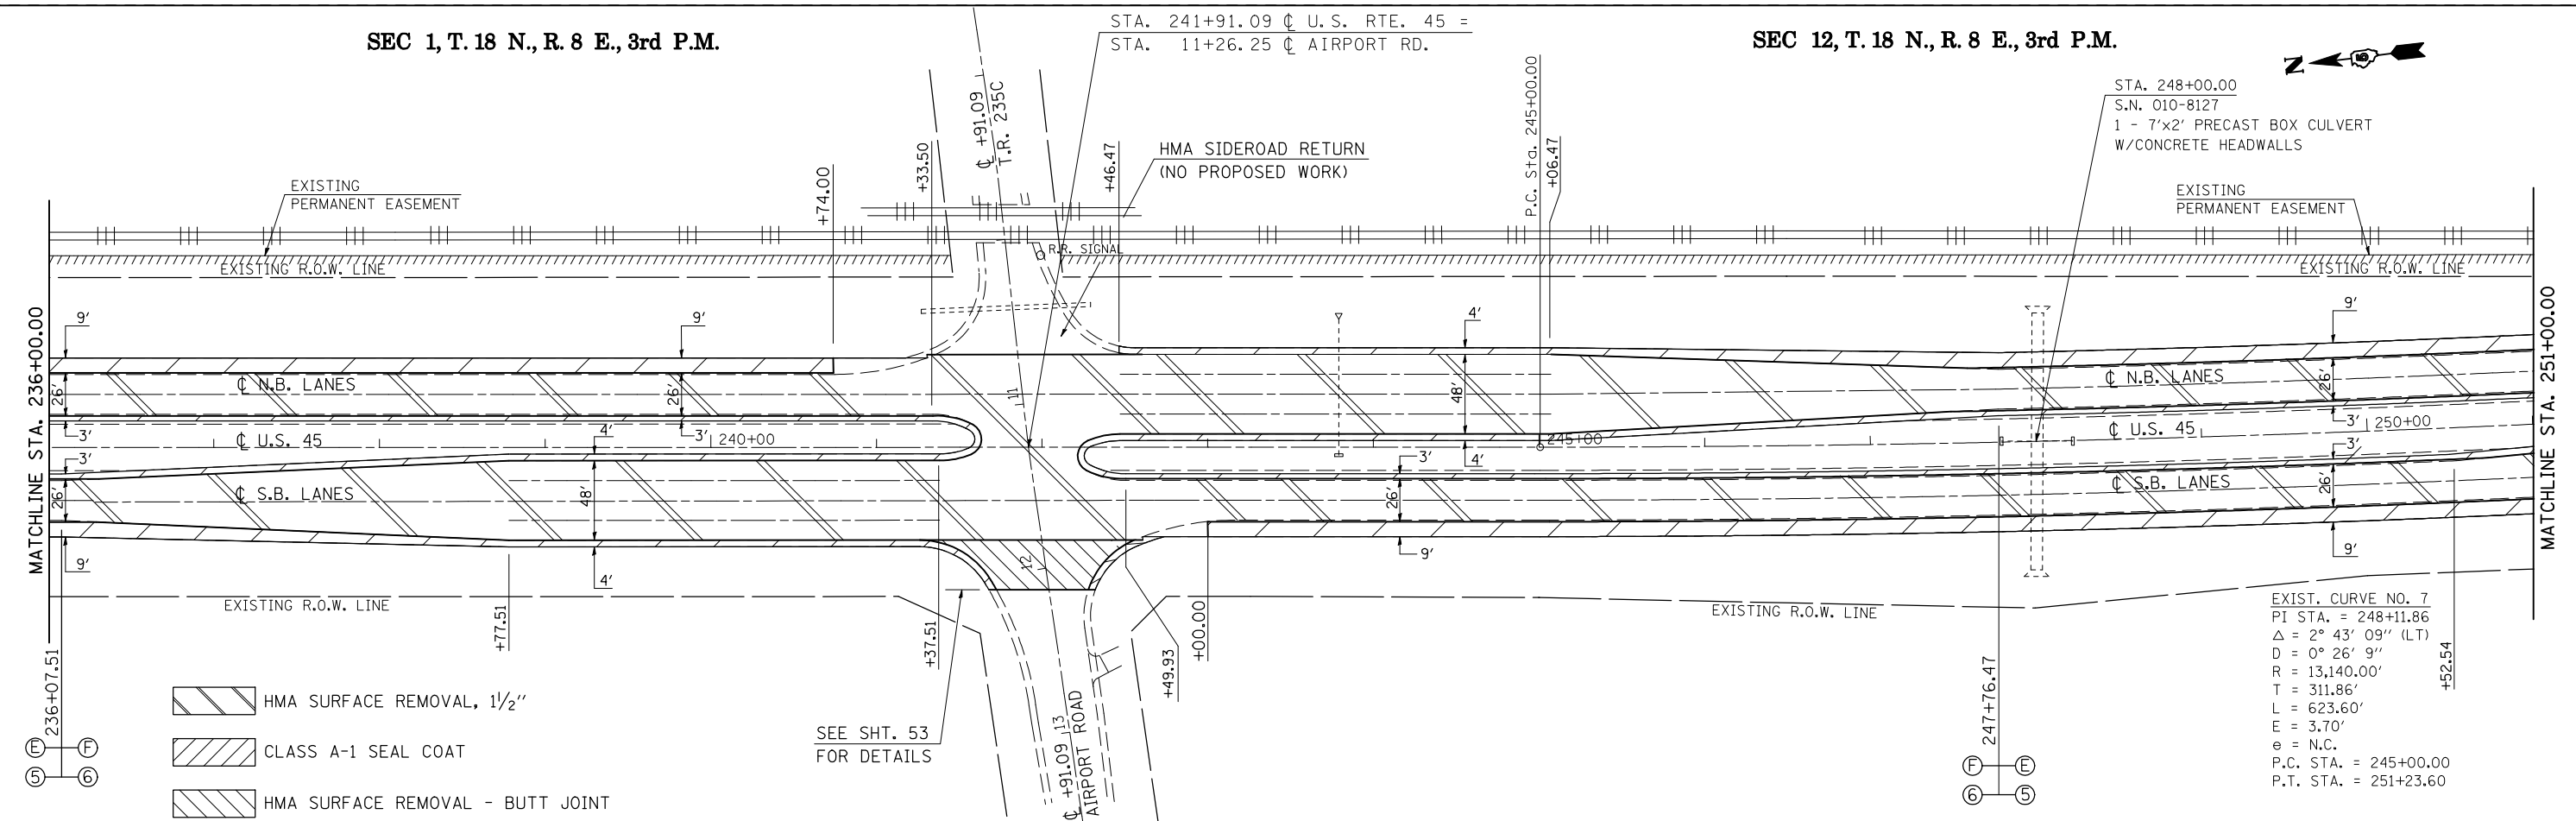 SEC 1, T. 18 N., R. 8 E., 3rd P.M.
STA. 241+91.09 ℄ U.S. RTE. 45 =
STA. 11+26.25 ℄ AIRPORT RD.
SEC 12, T. 18 N., R. 8 E., 3rd P.M.
N
STA. 248+00.00
S.N. 010-8127
1 - 7'x2' PRECAST BOX CULVERT
W/CONCRETE HEADWALLS
℄ +91.09
T.R. 235C
HMA SIDEROAD RETURN
(NO PROPOSED WORK)
P.C. Sta. 245+00.00
+06.47
+74.00
+33.50
+46.47
EXISTING
PERMANENT EASEMENT
EXISTING
PERMANENT EASEMENT
R.R. SIGNAL
EXISTING R.O.W. LINE
EXISTING R.O.W. LINE
MATCHLINE STA. 236+00.00
MATCHLINE STA. 251+00.00
9'
9'
4'
9'
26'
℄ N.B. LANES
26'
11
48'
℄ N.B. LANES
26'
3'
℄ U.S. 45
3'
240+00
4'
4'
245+00
℄ U.S. 45
3'
250+00
3'
3'
3'
26'
℄ S.B. LANES
48'
26'
℄ S.B. LANES
26'
9'
4'
12
9'
9'
EXISTING R.O.W. LINE
EXISTING R.O.W. LINE
236+07.51
+77.51
+37.51
+49.93
+00.00
247+76.47
+52.54
E F
5 6
F E
6 5
HMA SURFACE REMOVAL, 1½"
CLASS A-1 SEAL COAT
HMA SURFACE REMOVAL - BUTT JOINT
SEE SHT. 53
FOR DETAILS
℄ +91.09
13
AIRPORT ROAD
EXIST. CURVE NO. 7
PI STA. = 248+11.86
Δ = 2° 43' 09" (LT)
D = 0° 26' 9"
R = 13,140.00'
T = 311.86'
L = 623.60'
E = 3.70'
e = N.C.
P.C. STA. = 245+00.00
P.T. STA. = 251+23.60